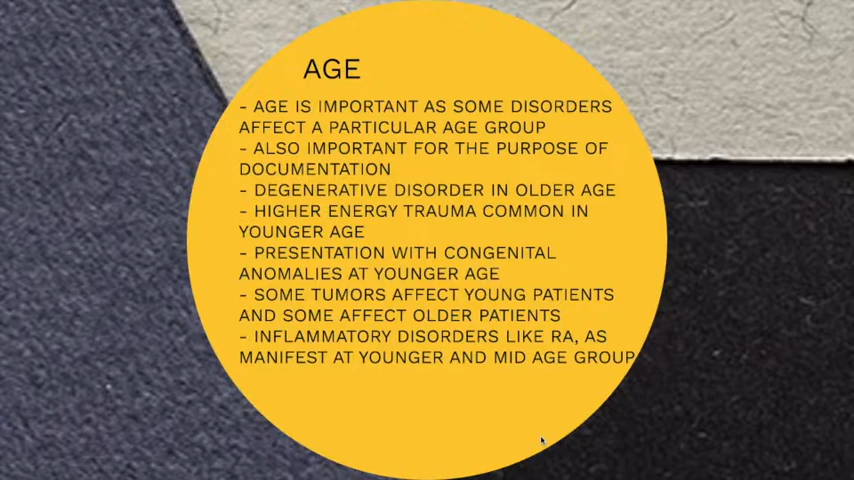 AGE
- AGE IS IMPORTANT AS SOME DISORDERS
AFFECT A PARTICULAR AGE GROUP
- ALSO IMPORTANT FOR THE PURPOSE OF
DOCUMENTATION
- DEGENERATIVE DISORDER IN OLDER AGE
- HIGHER ENERGY TRAUMA COMMON IN
YOUNGER AGE
- PRESENTATION WITH CONGENITAL
ANOMALIES AT YOUNGER AGE
- SOME TUMORS AFFECT YOUNG PATIENTS
AND SOME AFFECT OLDER PATIENTS
- INFLAMMATORY DISORDERS LIKE RA, AS
MANIFEST AT YOUNGER AND MID AGE GROUP